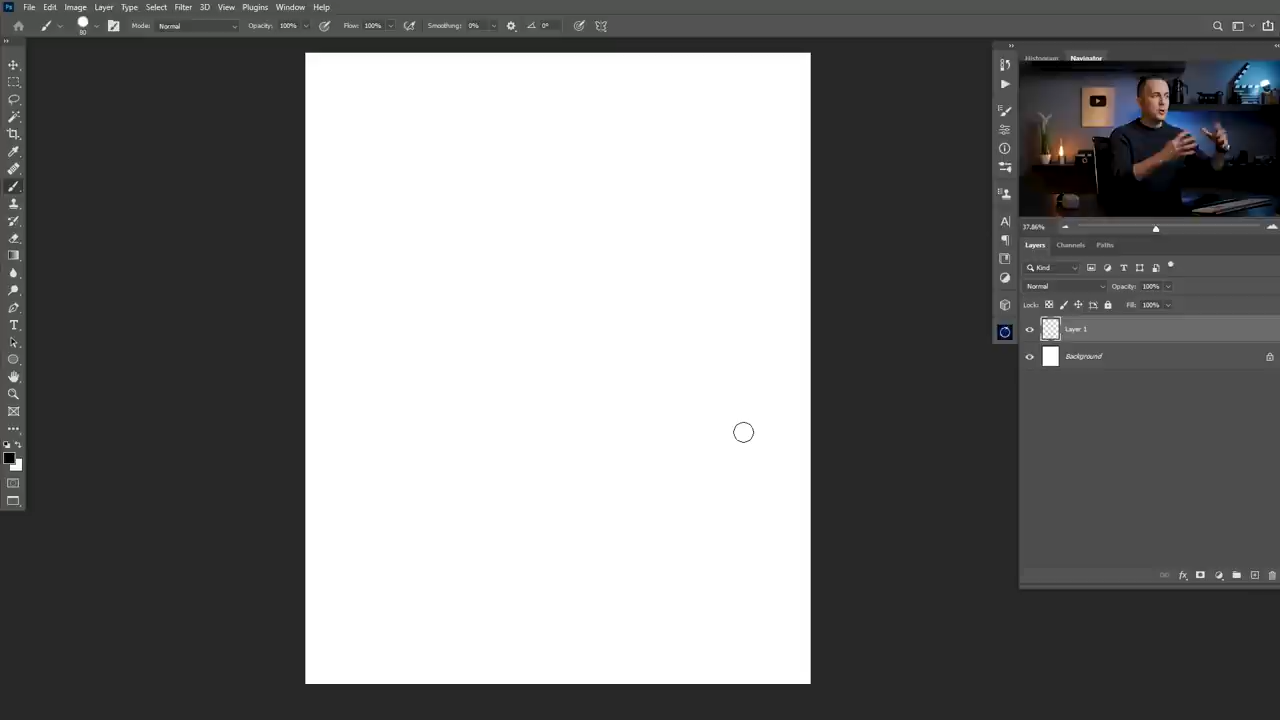 Ps File Edit Image Layer Type Select Filter 3D View Plugins Window Help
80 Mode: Normal Opacity: 100% Flow: 100% Smoothing: 0% 0°
Histogram Navigator
37.86%
Layers Channels Paths
Kind
Normal Opacity: 100%
Lock: Fill: 100%
Layer 1
Background